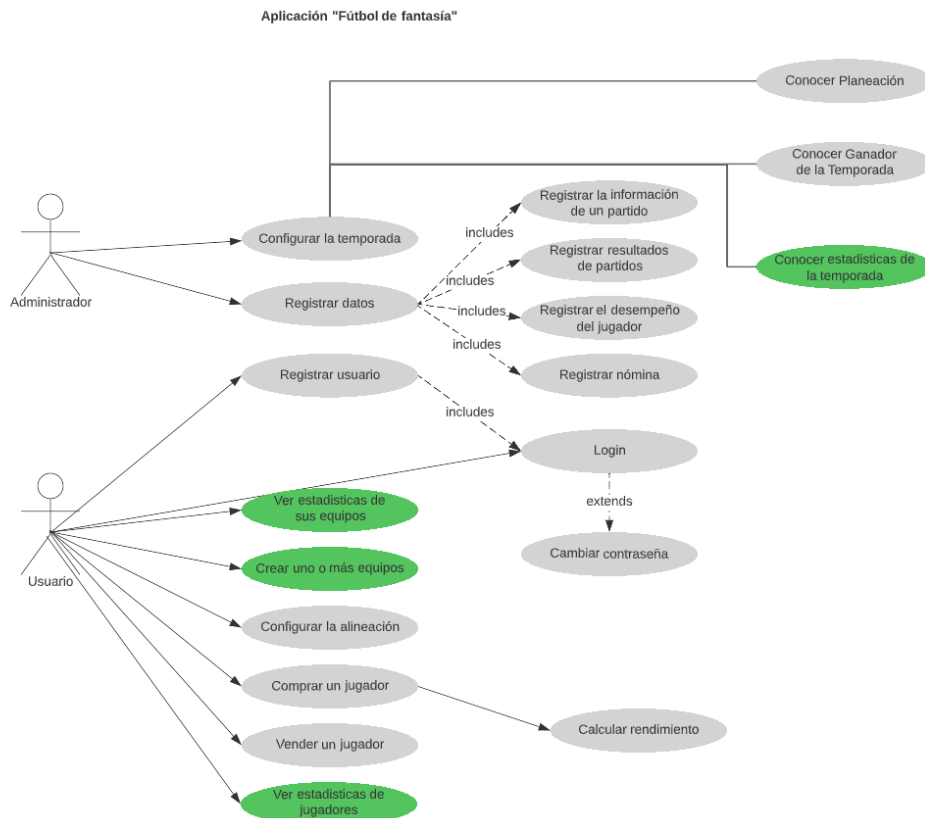 Aplicación "Fútbol de fantasía"
Conocer Planeación
Conocer Ganador
de la Temporada
Registrar la información
de un partido
includes
Configurar la temporada
Registrar resultados
de partidos
Conocer estadisticas de
la temporada
includes
Administrador
Registrar datos
includes
Registrar el desempeño
del jugador
includes
Registrar usuario
Registrar nómina
includes
Login
Ver estadisticas de
sus equipos
extends
Crear uno o más equipos
Cambiar contraseña
Usuario
Configurar la alineación
Comprar un jugador
Calcular rendimiento
Vender un jugador
Ver estadisticas de
jugadores